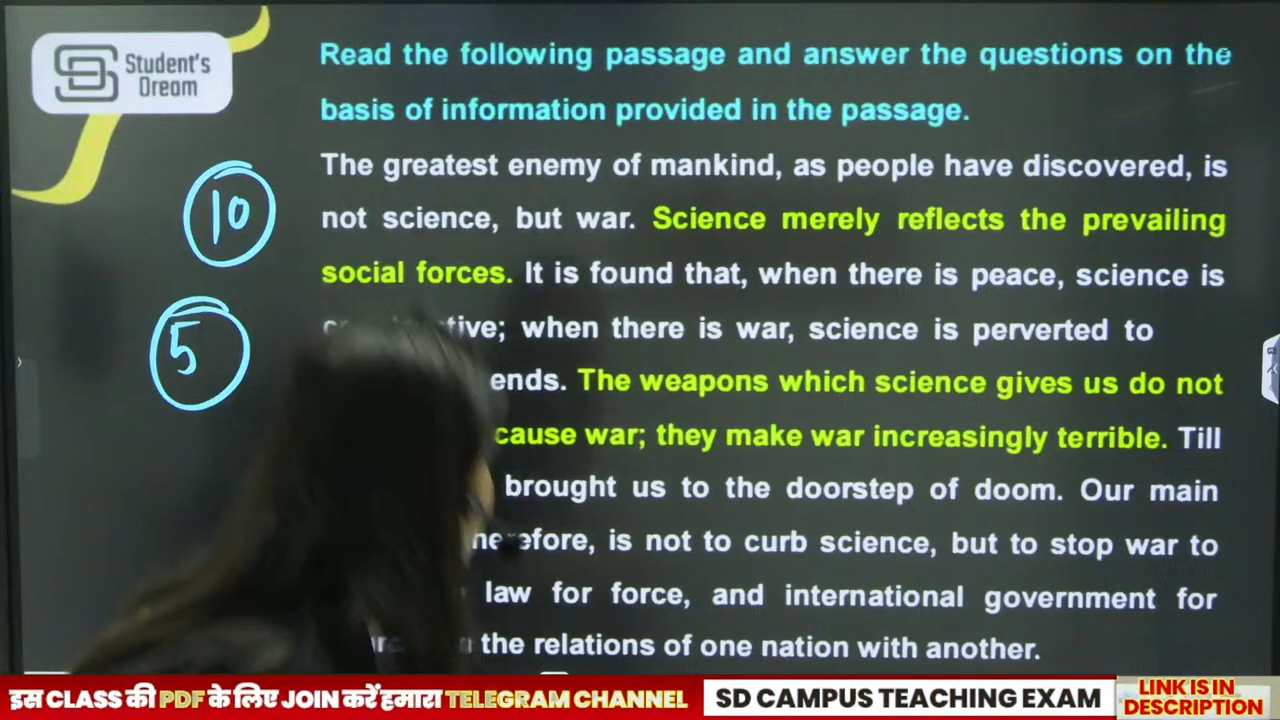 Student's
Dream
Read the following passage and answer the questions on the
basis of information provided in the passage.
10
5
The greatest enemy of mankind, as people have discovered, is
not science, but war. Science merely reflects the prevailing
social forces. It is found that, when there is peace, science is
when there is war, science is perverted to
ends. The weapons which science gives us do not
cause war; they make war increasingly terrible. Till
brought us to the doorstep of doom. Our main
is not to curb science, but to stop war to
law for force, and international government for
the relations of one nation with another.
इस CLASS की PDF के लिए JOIN करें हमारा TELEGRAM CHANNEL
SD CAMPUS TEACHING EXAM
LINK IS IN
DESCRIPTION